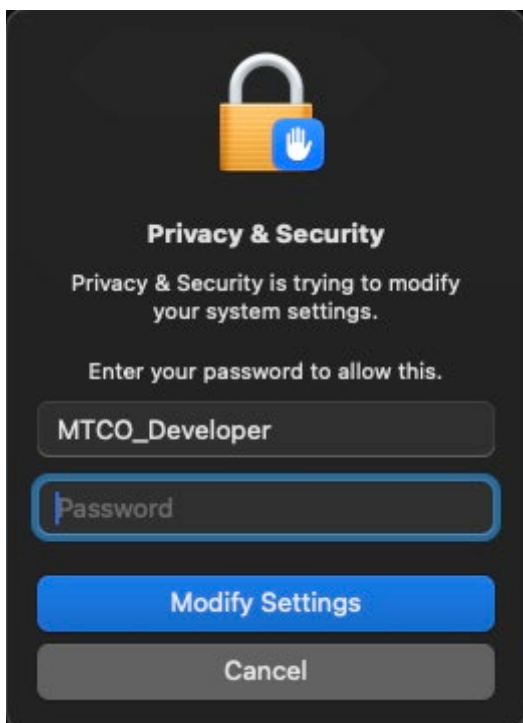 Privacy & Security
Privacy & Security is trying to modify
your system settings.
Enter your password to allow this.
MTCO_Developer
Password
Modify Settings
Cancel